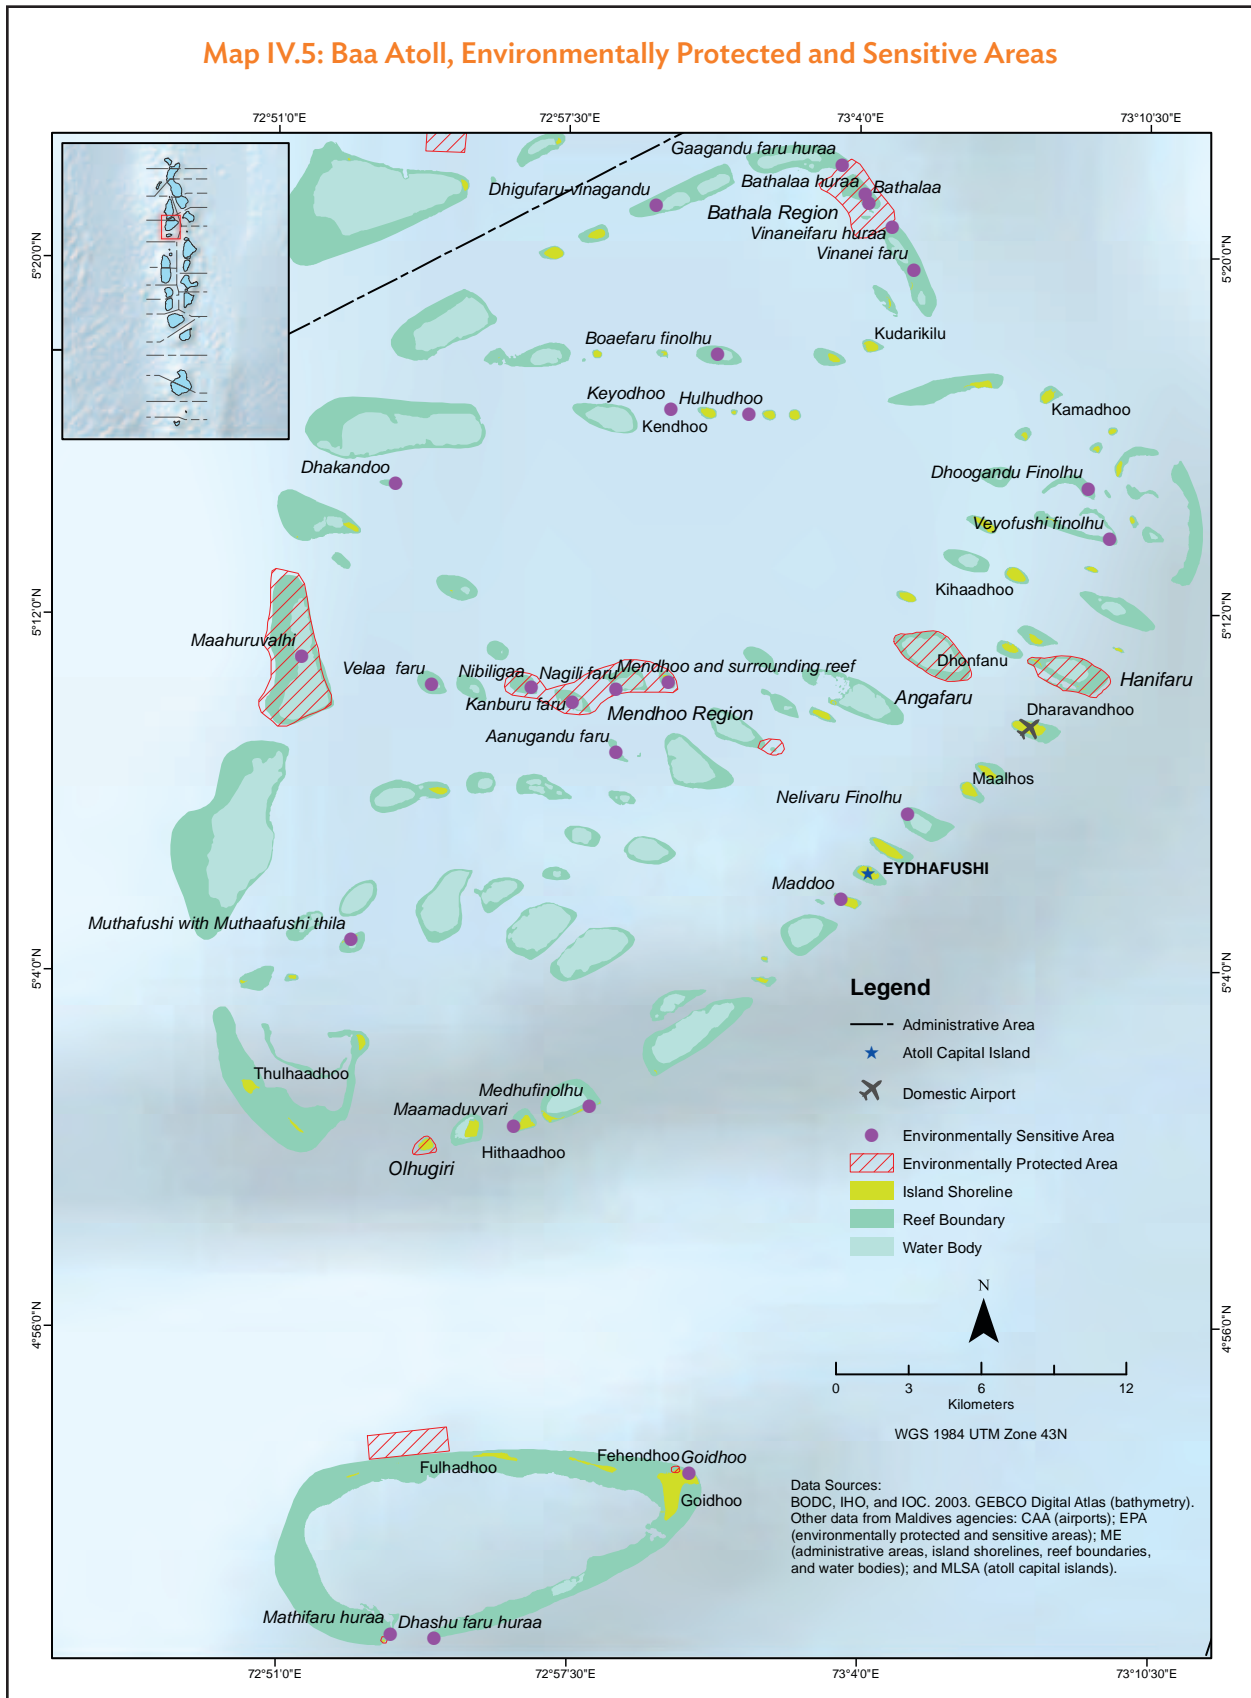 Map IV.5: Baa Atoll, Environmentally Protected and Sensitive Areas
72°51'0"E
72°57'30"E
73°4'0"E
73°10'30"E
Gaagandu faru huraa
Bathalaa huraa
Bathalaa
Dhigufaru-vinagandu
Bathala Region
Vinaneifaru huraa
Vinanei faru
5°20'0"N
5°20'0"N
Kudarikilu
Boaefaru finolhu
Keyodhoo
Hulhudhoo
Kendhoo
Kamadhoo
Dhakandoo
Dhoogandu Finolhu
Veyofushi finolhu
Kihaadhoo
5°12'0"N
5°12'0"N
Maahuruvalhi
Velaa faru
Nibiligaa
Nagili faru
Mendhoo and surrounding reef
Dhonfanu
Hanifaru
Kanburu faru
Mendhoo Region
Angafaru
Dharavandhoo
Aanugandu faru
Maalhos
Nelivaru Finolhu
EYDHAFUSHI
Maddoo
Muthafushi with Muthaafushi thila
5°4'0"N
5°4'0"N
Thulhaadhoo
Medhufinolhu
Maamaduvvari
Hithaadhoo
Olhugiri
Legend
Administrative Area
Atoll Capital Island
Domestic Airport
Environmentally Sensitive Area
Environmentally Protected Area
Island Shoreline
Reef Boundary
Water Body
N
4°56'0"N
4°56'0"N
0
3
6
12
Kilometers
WGS 1984 UTM Zone 43N
Fulhadhoo
Fehendhoo
Goidhoo
Goidhoo
Data Sources:
BODC, IHO, and IOC. 2003. GEBCO Digital Atlas (bathymetry).
Other data from Maldives agencies: CAA (airports); EPA
(environmentally protected and sensitive areas); ME
(administrative areas, island shorelines, reef boundaries,
and water bodies); and MLSA (atoll capital islands).
Mathifaru huraa
Dhashu faru huraa
72°51'0"E
72°57'30"E
73°4'0"E
73°10'30"E